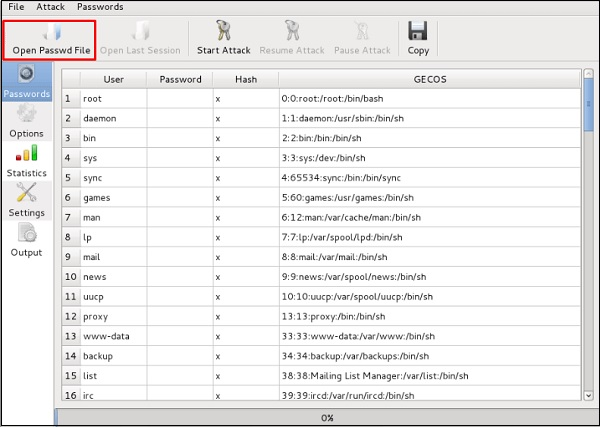 File Attack Passwords
Open Passwd File Open Last Session Start Attack Resume Attack Pause Attack Copy
Passwords
Options
Statistics
Settings
Output
User Password Hash GECOS
1 root x 0:0:root:/root:/bin/bash
2 daemon x 1:1:daemon:/usr/sbin:/bin/sh
3 bin x 2:2:bin:/bin:/bin/sh
4 sys x 3:3:sys:/dev:/bin/sh
5 sync x 4:65534:sync:/bin:/bin/sync
6 games x 5:60:games:/usr/games:/bin/sh
7 man x 6:12:man:/var/cache/man:/bin/sh
8 lp x 7:7:lp:/var/spool/lpd:/bin/sh
9 mail x 8:8:mail:/var/mail:/bin/sh
10 news x 9:9:news:/var/spool/news:/bin/sh
11 uucp x 10:10:uucp:/var/spool/uucp:/bin/sh
12 proxy x 13:13:proxy:/bin:/bin/sh
13 www-data x 33:33:www-data:/var/www:/bin/sh
14 backup x 34:34:backup:/var/backups:/bin/sh
15 list x 38:38:Mailing List Manager:/var/list:/bin/sh
16 irc x 39:39:ircd:/var/run/ircd:/bin/sh
0%